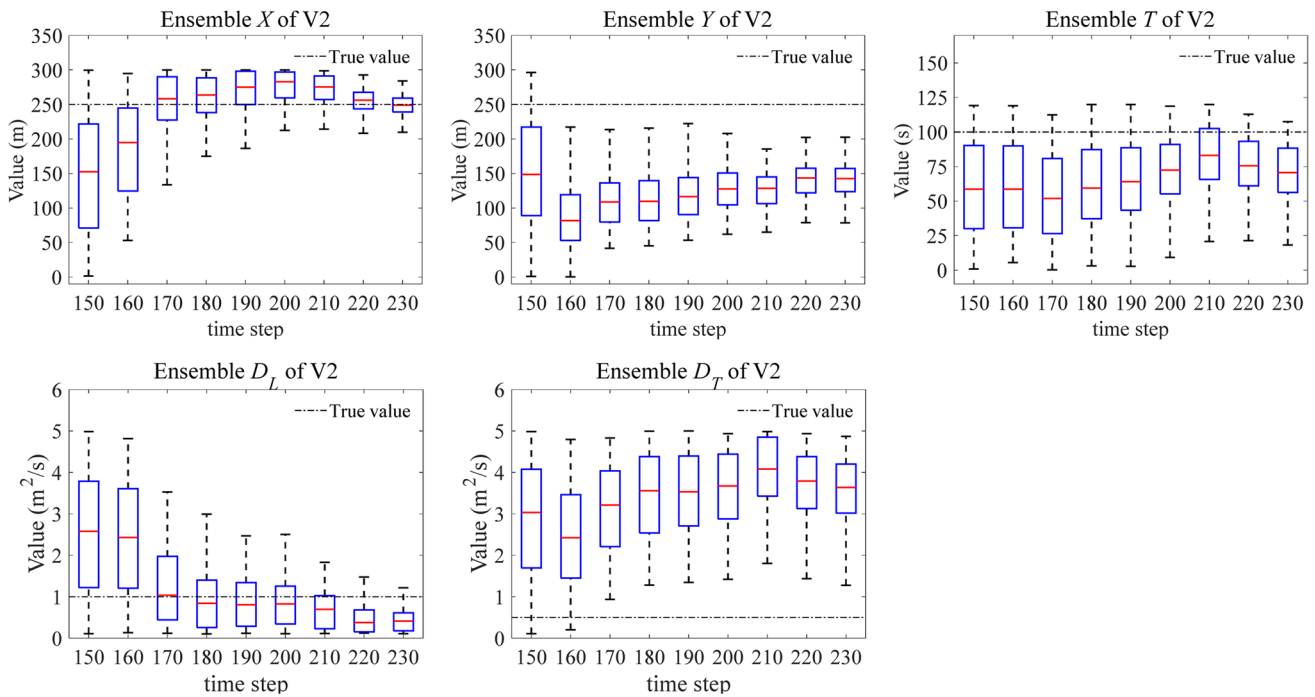 Ensemble X of V2
350
300
250
200
150
100
50
0
Value (m)
True value
150 160 170 180 190 200 210 220 230
time step
Ensemble Y of V2
350
300
250
200
150
100
50
0
Value (m)
True value
150 160 170 180 190 200 210 220 230
time step
Ensemble T of V2
150
125
100
75
50
25
0
Value (s)
True value
150 160 170 180 190 200 210 220 230
time step
Ensemble D_L of V2
6
5
4
3
2
1
0
Value (m²/s)
True value
150 160 170 180 190 200 210 220 230
time step
Ensemble D_T of V2
6
5
4
3
2
1
0
Value (m²/s)
True value
150 160 170 180 190 200 210 220 230
time step